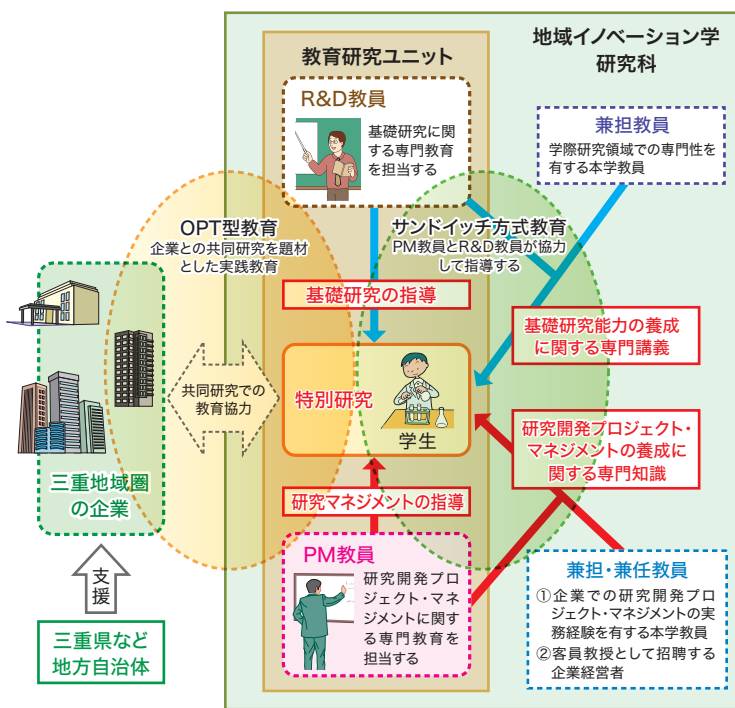 地域イノベーション学
研究科
教育研究ユニット
R&D教員
基礎研究に関
する専門教育
を担当する
兼担教員
学際研究領域での専門性を
有する本学教員
OPT型教育
企業との共同研究を題材
とした実践教育
サンドイッチ方式教育
PM教員とR&D教員が協力
して指導する
基礎研究の指導
基礎研究能力の養成
に関する専門講義
共同研究での
教育協力
特別研究
学生
研究開発プロジェクト・
マネジメントの養成に
関する専門知識
三重地域圏
の企業
研究マネジメントの指導
PM教員
研究開発プロ
ジェクト・マネ
ジメントに関
する専門教育を
担当する
兼担・兼任教員
①企業での研究開発プロ
ジェクト・マネジメントの実
務経験を有する本学教員
②客員教授として招聘する
企業経営者
支援
三重県など
地方自治体